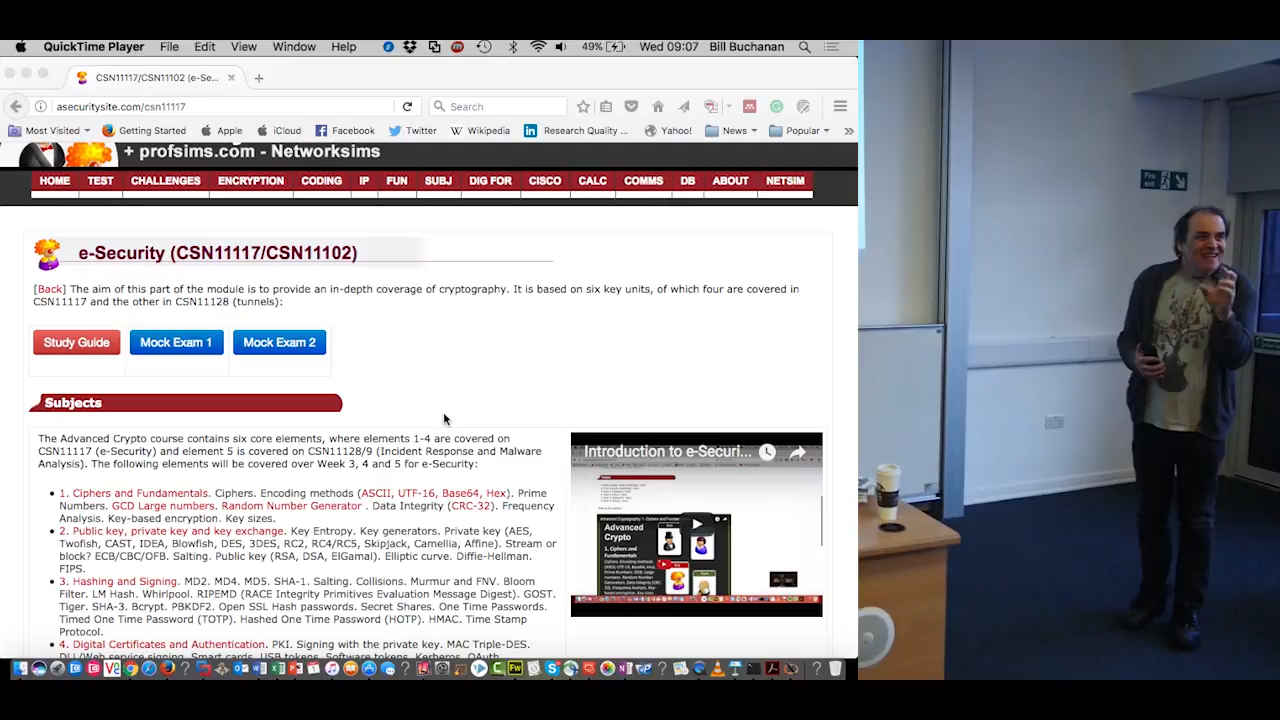 QuickTime Player File Edit View Window Help 49% Wed 09:07 Bill Buchanan
CSN11117/CSN11102 (e-Se...
asecuritysite.com/csn11117 Search
Most Visited Getting Started Apple iCloud Facebook Twitter Wikipedia Research Quality ... Yahoo! News Popular
+ profsims.com - Networksims
HOME TEST CHALLENGES ENCRYPTION CODING IP FUN SUBJ DIG FOR CISCO CALC COMMS DB ABOUT NETSIM
Fire exit
e-Security (CSN11117/CSN11102)
[Back] The aim of this part of the module is to provide an in-depth coverage of cryptography. It is based on six key units, of which four are covered in
CSN11117 and the other in CSN11128 (tunnels):
Study Guide Mock Exam 1 Mock Exam 2
Subjects
The Advanced Crypto course contains six core elements, where elements 1-4 are covered on
CSN11117 (e-Security) and element 5 is covered on CSN11128/9 (Incident Response and Malware
Analysis). The following elements will be covered over Week 3, 4 and 5 for e-Security:
1. Ciphers and Fundamentals. Ciphers. Encoding methods (ASCII, UTF-16, Base64, Hex). Prime
Numbers. GCD Large numbers. Random Number Generator . Data Integrity (CRC-32). Frequency
Analysis. Key-based encryption. Key sizes.
2. Public key, private key and key exchange. Key Entropy. Key generators. Private key (AES,
Twofish, CAST, IDEA, Blowfish, DES, 3DES, RC2, RC4/RC5, Skipjack, Camellia, Affine). Stream or
block? ECB/CBC/OFB. Salting. Public key (RSA, DSA, ElGamal). Elliptic curve. Diffie-Hellman.
FIPS.
3. Hashing and Signing. MD2. MD4. MD5. SHA-1. Salting. Collisions. Murmur and FNV. Bloom
Filter. LM Hash. Whirlpool. RIPEMD (RACE Integrity Primitives Evaluation Message Digest). GOST.
Tiger. SHA-3. Bcrypt. PBKDF2. Open SSL Hash passwords. Secret Shares. One Time Passwords.
Timed One Time Password (TOTP). Hashed One Time Password (HOTP). HMAC. Time Stamp
Protocol.
4. Digital Certificates and Authentication. PKI. Signing with the private key. MAC Triple-DES.
Introduction to e-Securi...
Advanced
Crypto
1. Ciphers and
Fundamentals